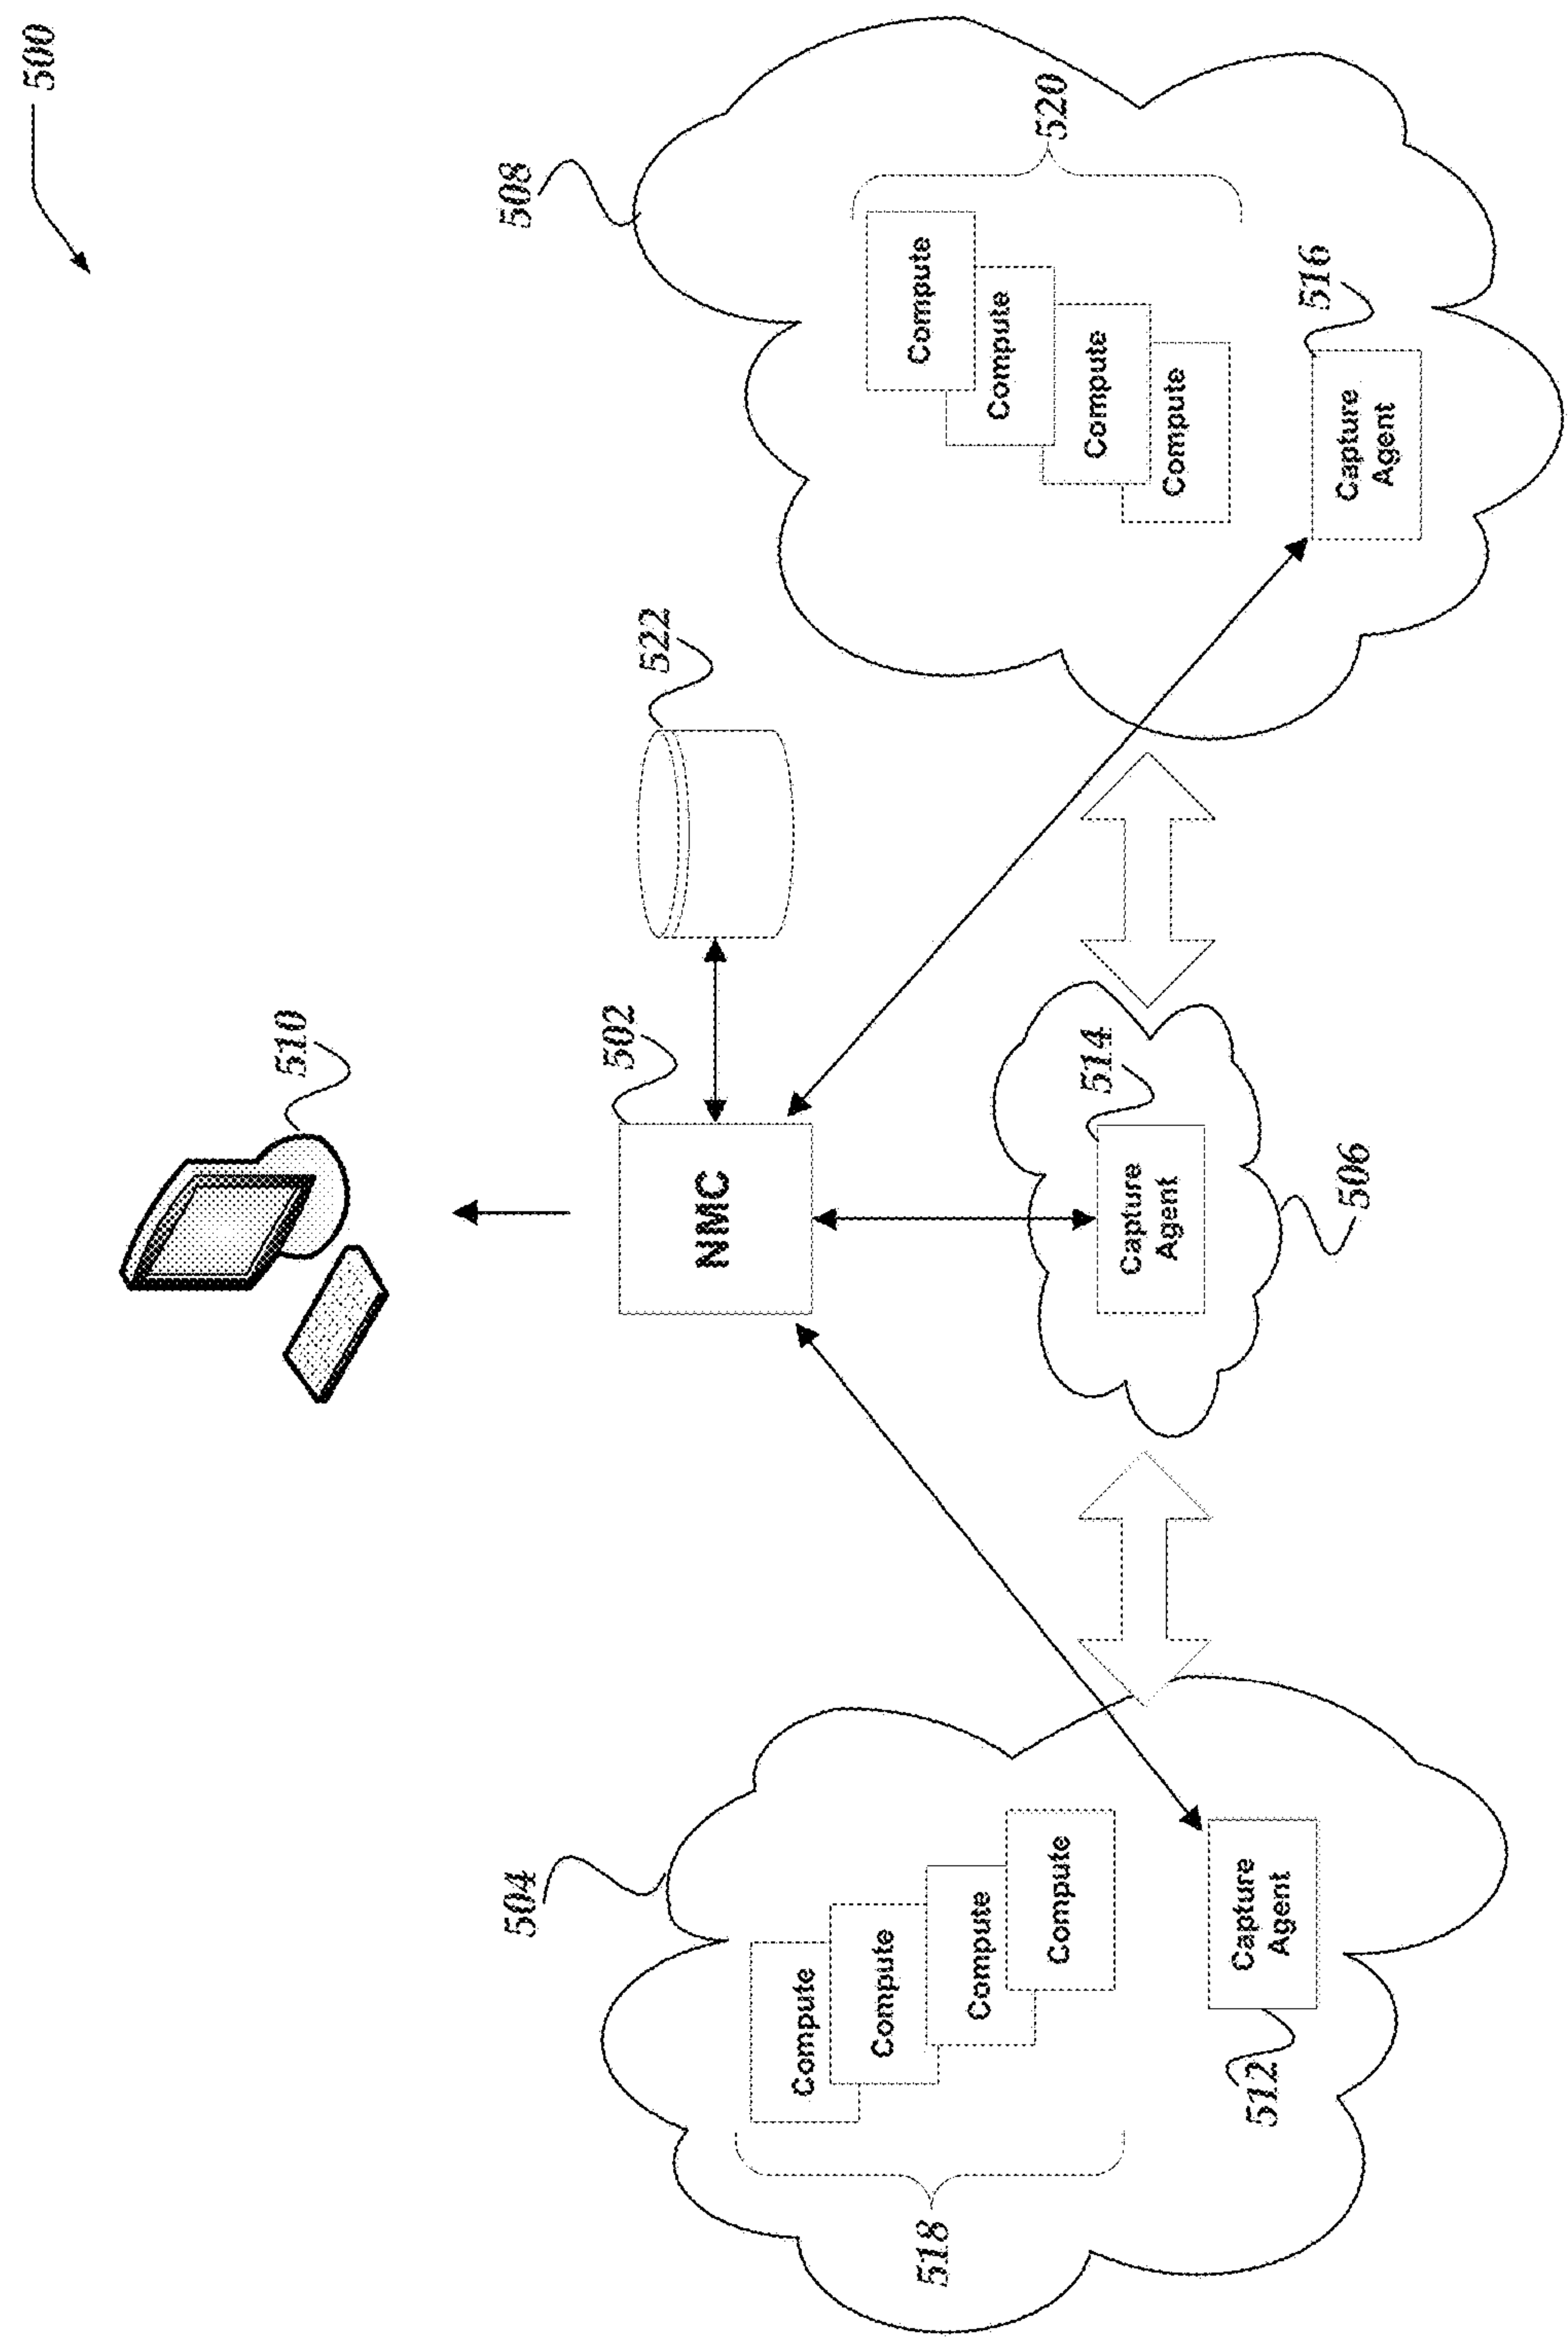 500
510
508
504
502
522
520
Compute
Compute
Compute
Compute
518
NMC
Compute
Compute
Compute
Compute
516
514
Capture
Agent
512
Capture
Agent
506
Capture
Agent